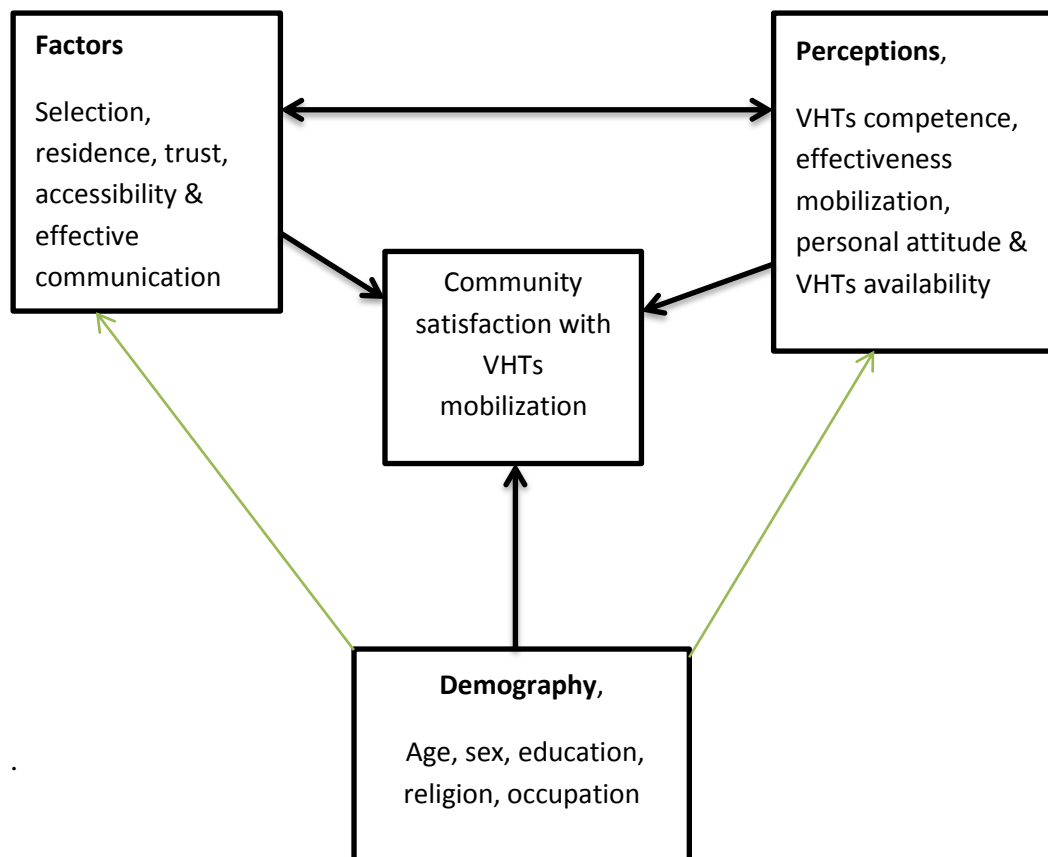 Factors
Selection,
residence, trust,
accessibility &
effective
communication
Perceptions,
VHTs competence,
effectiveness
mobilization,
personal attitude &
VHTs availability
Community
satisfaction with
VHTs
mobilization
Demography,
Age, sex, education,
religion, occupation
.